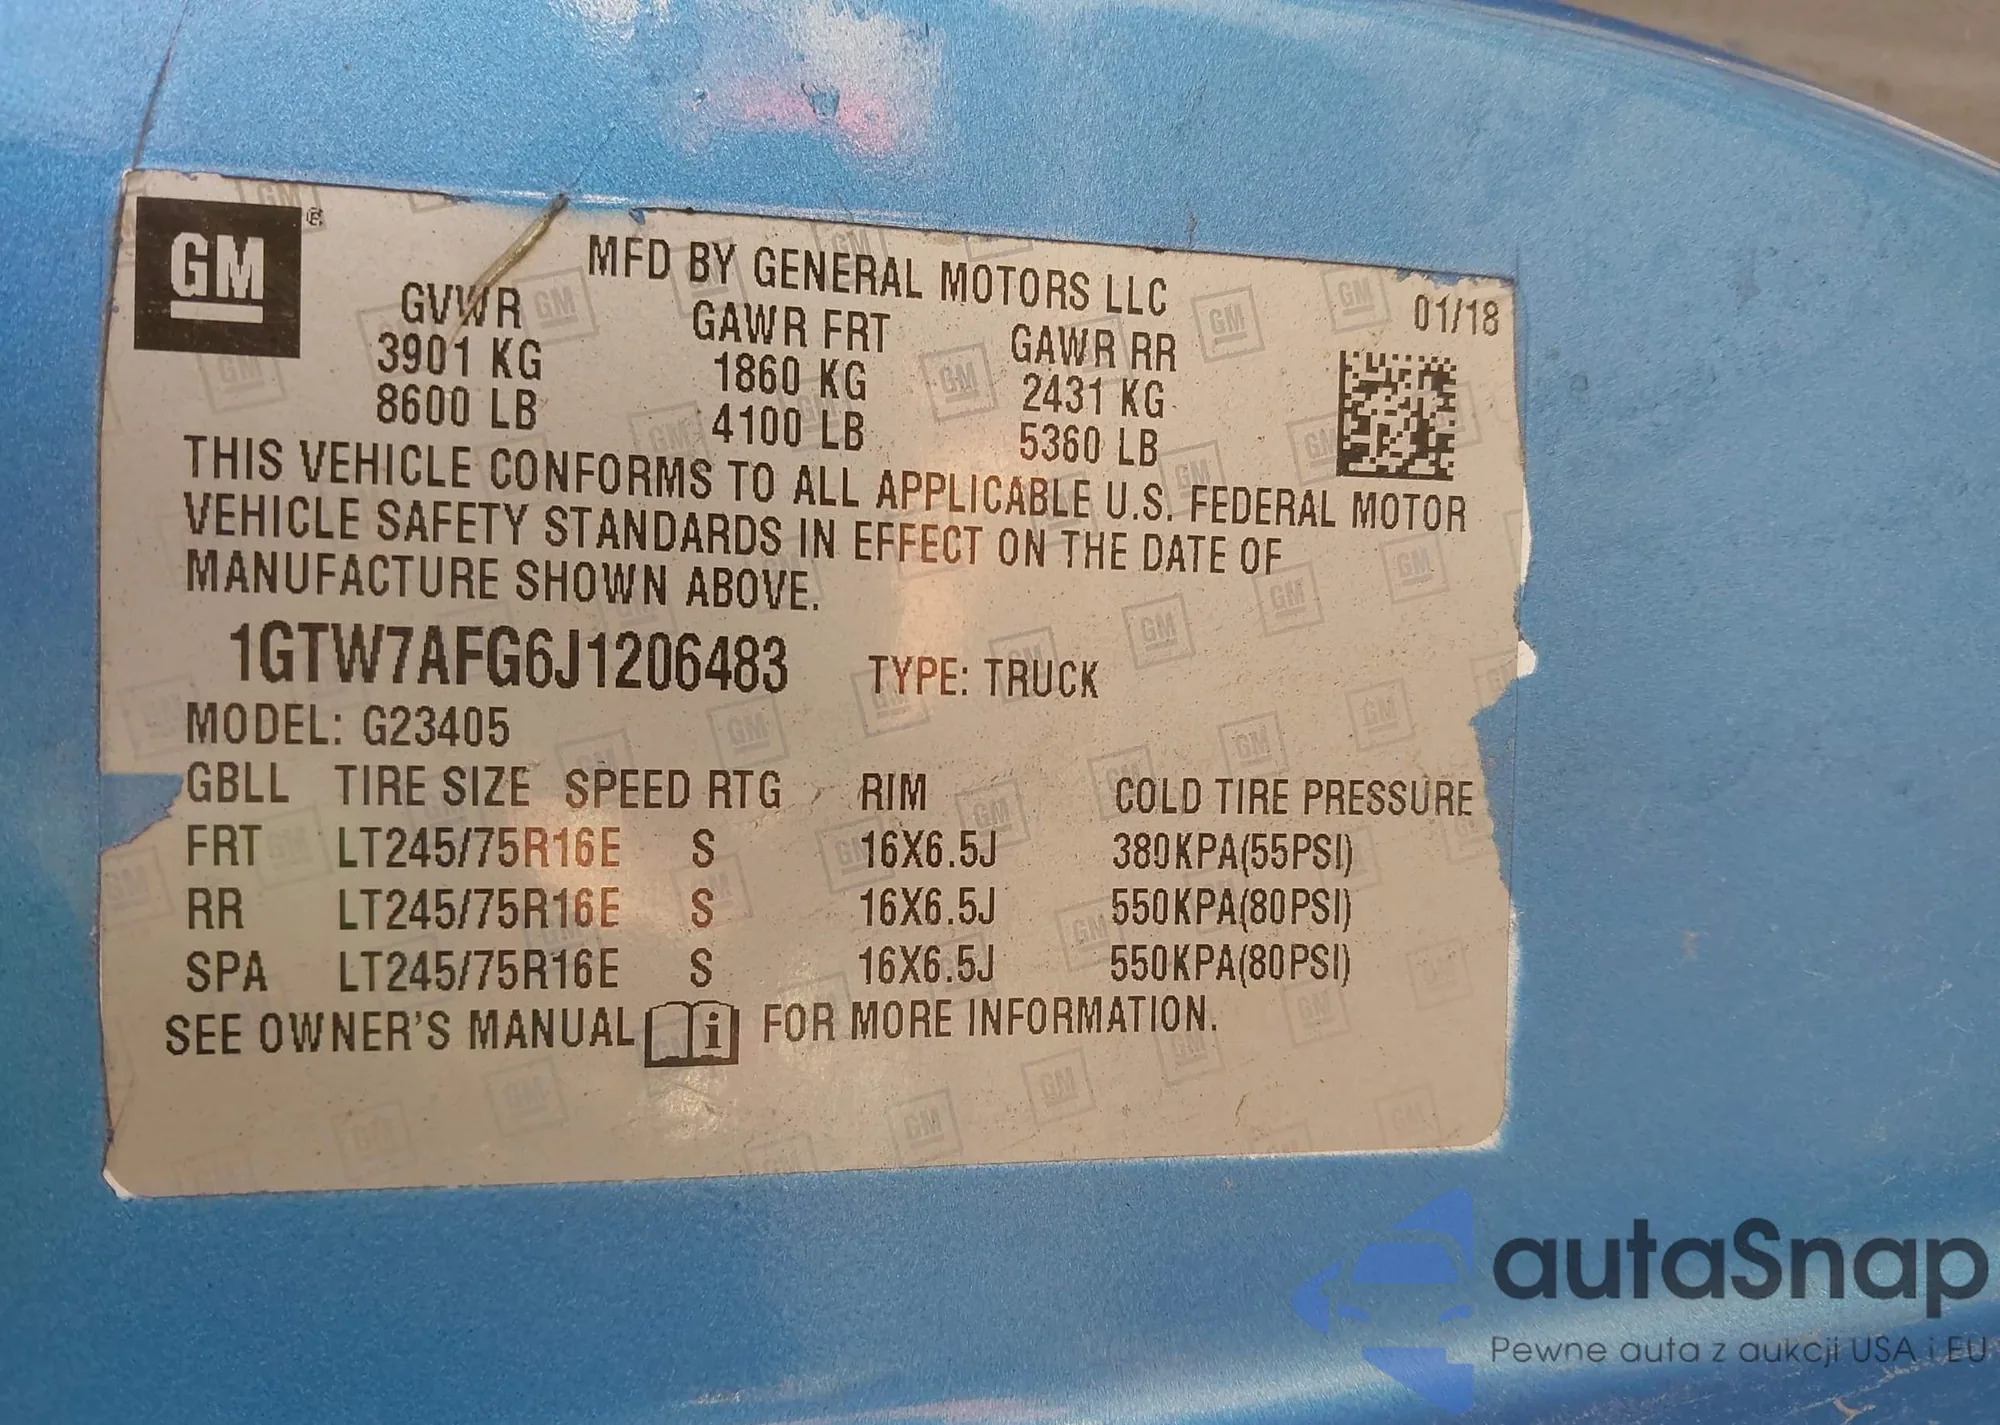 GM
MFD BY GENERAL MOTORS LLC
01/18
GVWR GAWR FRT GAWR RR
3901 KG 1860 KG 2431 KG
8600 LB 4100 LB 5360 LB
THIS VEHICLE CONFORMS TO ALL APPLICABLE U.S. FEDERAL MOTOR
VEHICLE SAFETY STANDARDS IN EFFECT ON THE DATE OF
MANUFACTURE SHOWN ABOVE.
1GTW7AFG6J1206483 TYPE: TRUCK
MODEL: G23405
GBLL TIRE SIZE SPEED RTG RIM COLD TIRE PRESSURE
FRT LT245/75R16E S 16X6.5J 380KPA(55PSI)
RR LT245/75R16E S 16X6.5J 550KPA(80PSI)
SPA LT245/75R16E S 16X6.5J 550KPA(80PSI)
SEE OWNER'S MANUAL i FOR MORE INFORMATION.
autaSnap
Pewne auta z aukcji USA i EU